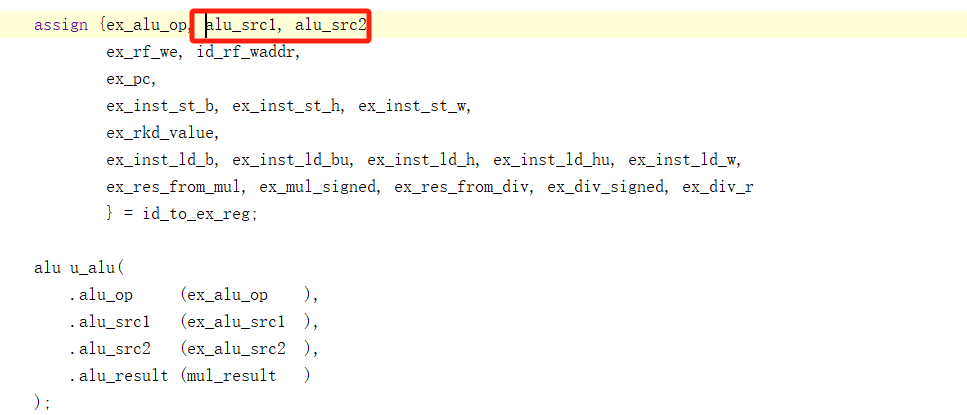 assign {ex_alu_op, alu_src1, alu_src2
ex_rf_we, id_rf_waddr,
ex_pc,
ex_inst_st_b, ex_inst_st_h, ex_inst_st_w,
ex_rkd_value,
ex_inst_ld_b, ex_inst_ld_bu, ex_inst_ld_h, ex_inst_ld_hu, ex_inst_ld_w,
ex_res_from_mul, ex_mul_signed, ex_res_from_div, ex_div_signed, ex_div_r
} = id_to_ex_reg;
alu u_alu(
.alu_op (ex_alu_op ),
.alu_src1 (ex_alu_src1 ),
.alu_src2 (ex_alu_src2 ),
.alu_result (mul_result )
);